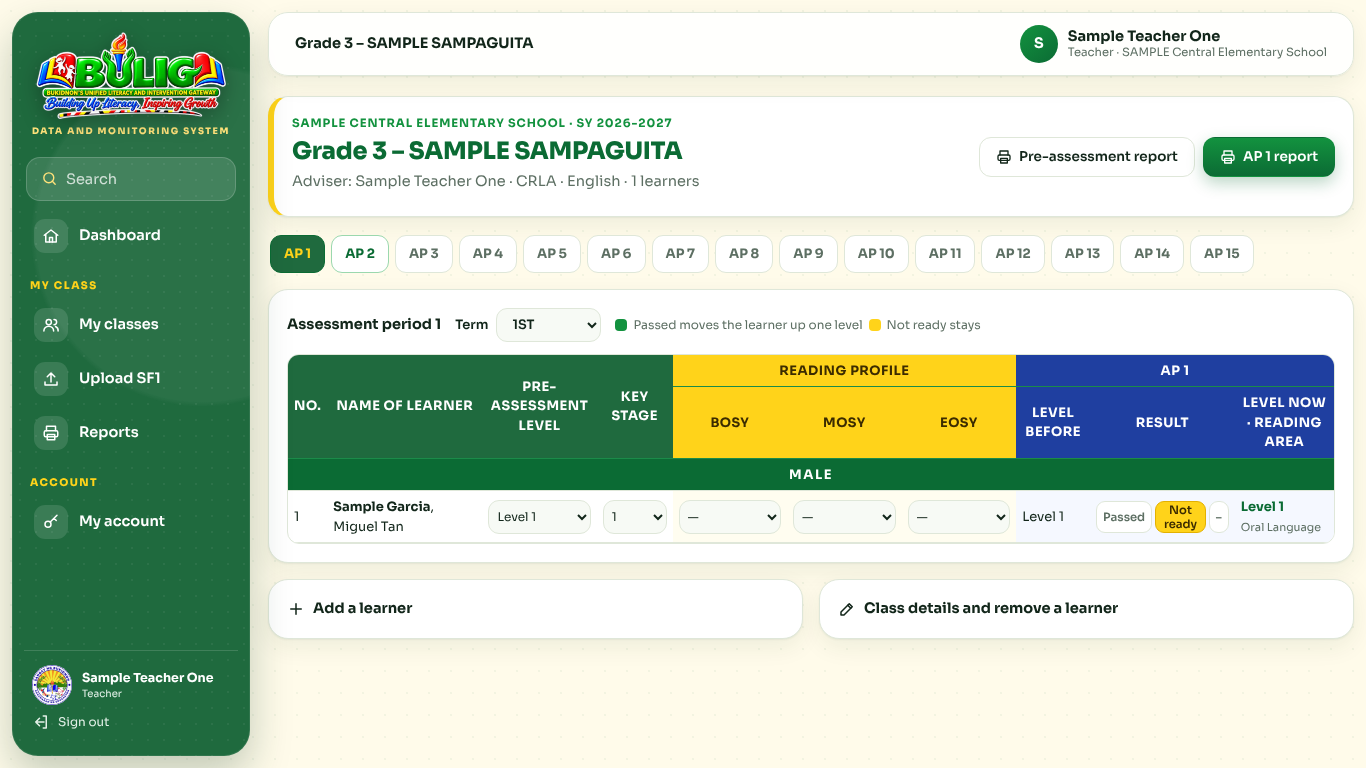 BULIG
BUKIDNON'S UNIFIED LITERACY AND INTERVENTION GATEWAY
Building Up Literacy, Inspiring Growth
DATA AND MONITORING SYSTEM
Search
Dashboard
MY CLASS
My classes
Upload SF1
Reports
ACCOUNT
My account
Sample Teacher One
Teacher
Sign out
Grade 3 – SAMPLE SAMPAGUITA
S
Sample Teacher One
Teacher · SAMPLE Central Elementary School
SAMPLE CENTRAL ELEMENTARY SCHOOL · SY 2026-2027
Grade 3 – SAMPLE SAMPAGUITA
Adviser: Sample Teacher One · CRLA · English · 1 learners
Pre-assessment report
AP 1 report
AP 1 AP 2 AP 3 AP 4 AP 5 AP 6 AP 7 AP 8 AP 9 AP 10 AP 11 AP 12 AP 13 AP 14 AP 15
Assessment period 1 Term 1ST Passed moves the learner up one level Not ready stays
NO. NAME OF LEARNER PRE-ASSESSMENT LEVEL KEY STAGE READING PROFILE AP 1
BOSY MOSY EOSY LEVEL BEFORE RESULT LEVEL NOW · READING AREA
MALE
1 Sample Garcia, Miguel Tan Level 1 1 — — — Level 1 Passed Not ready – Level 1
Oral Language
Add a learner
Class details and remove a learner